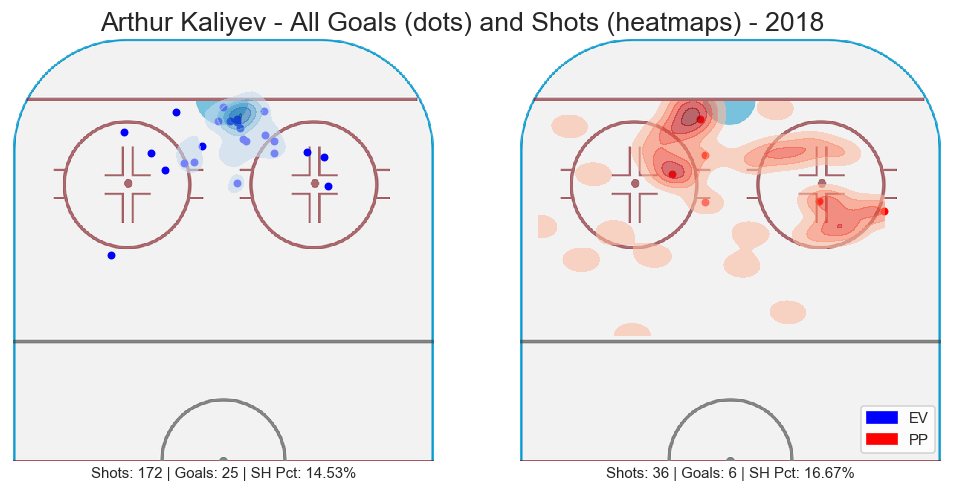 Arthur Kaliyev - All Goals (dots) and Shots (heatmaps) - 2018
EV
PP
Shots: 172 | Goals: 25 | SH Pct: 14.53%
Shots: 36 | Goals: 6 | SH Pct: 16.67%